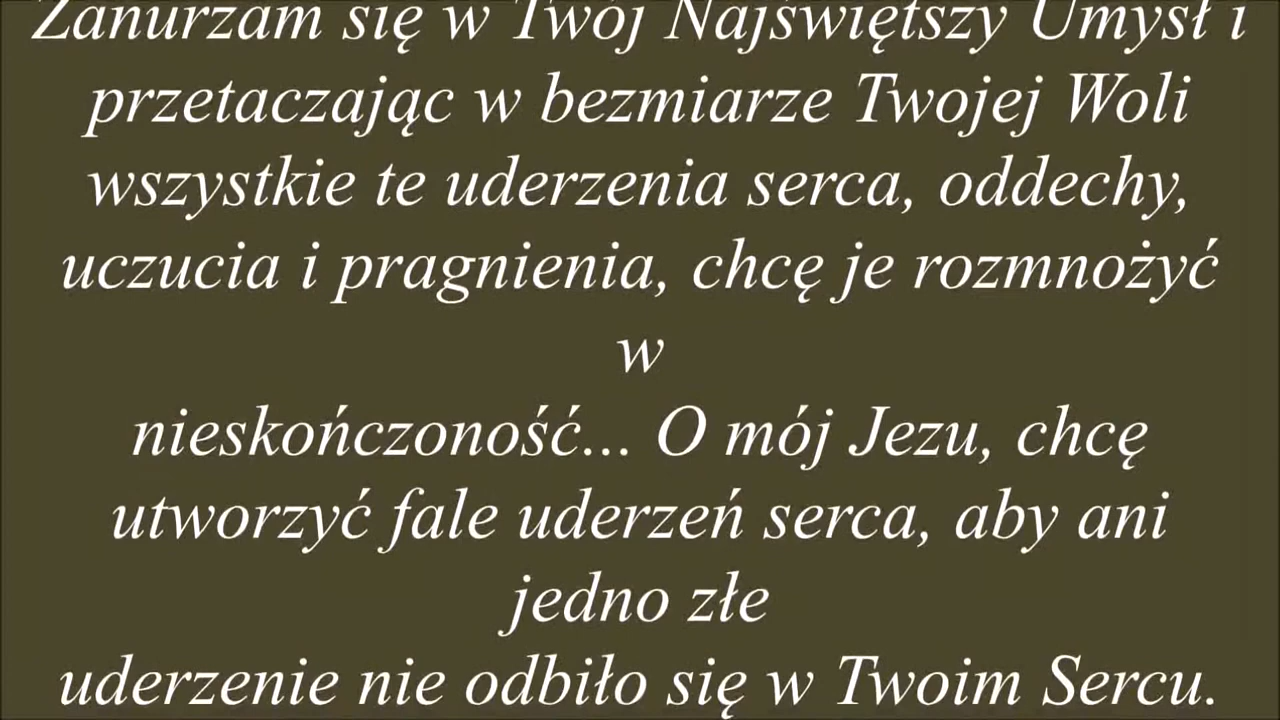 Zanurzam się w Twój Najświętszy Umysł i
przetaczając w bezmiarze Twojej Woli
wszystkie te uderzenia serca, oddechy,
uczucia i pragnienia, chcę je rozmnożyć
w
nieskończoność... O mój Jezu, chcę
utworzyć fale uderzeń serca, aby ani
jedno złe
uderzenie nie odbiło się w Twoim Sercu.